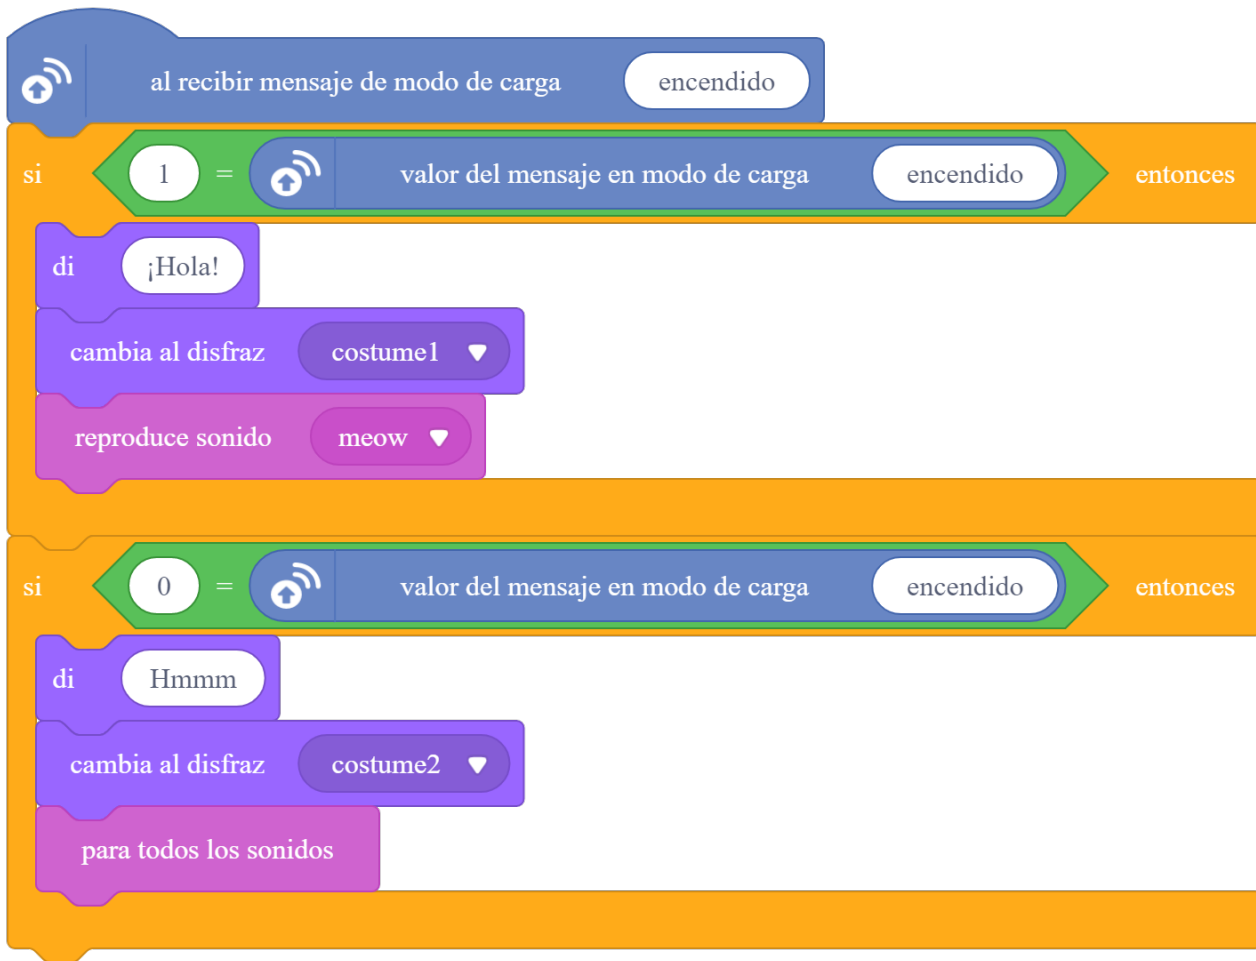 al recibir mensaje de modo de carga encendido
si 1 = valor del mensaje en modo de carga encendido entonces
di ¡Hola!
cambia al disfraz costume1
reproduce sonido meow
si 0 = valor del mensaje en modo de carga encendido entonces
di Hmmm
cambia al disfraz costume2
para todos los sonidos